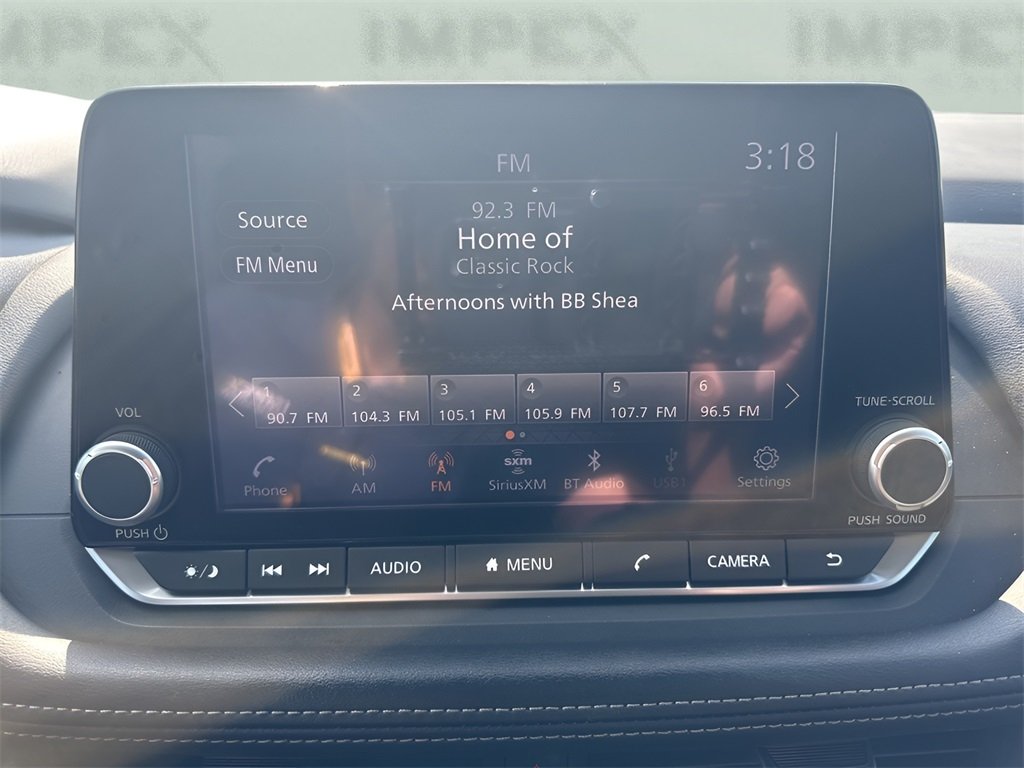 IMPEX IMPEX IMPEX
FM
3:18
92.3 FM
Source
Home of
FM Menu
Classic Rock
Afternoons with BB Shea
1 2 3 4 5 6
90.7 FM 104.3 FM 105.1 FM 105.9 FM 107.7 FM 96.5 FM
VOL
TUNE·SCROLL
sxm
Phone AM FM SiriusXM BT Audio USB1 Settings
PUSH
PUSH SOUND
AUDIO MENU CAMERA